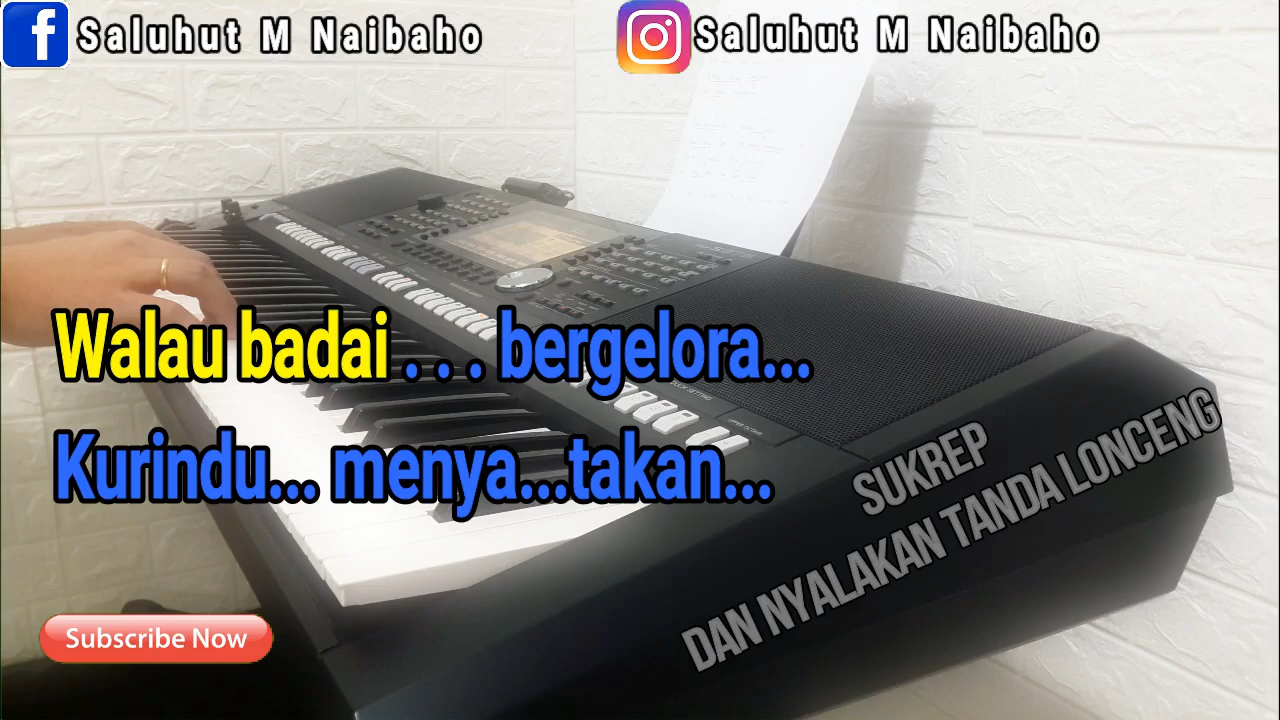 Saluhut M Naibaho
Saluhut M Naibaho
Walau badai . . . bergelora...
Kurindu... menya...takan...
SUKREP
DAN NYALAKAN TANDA LONCENG
Subscribe Now